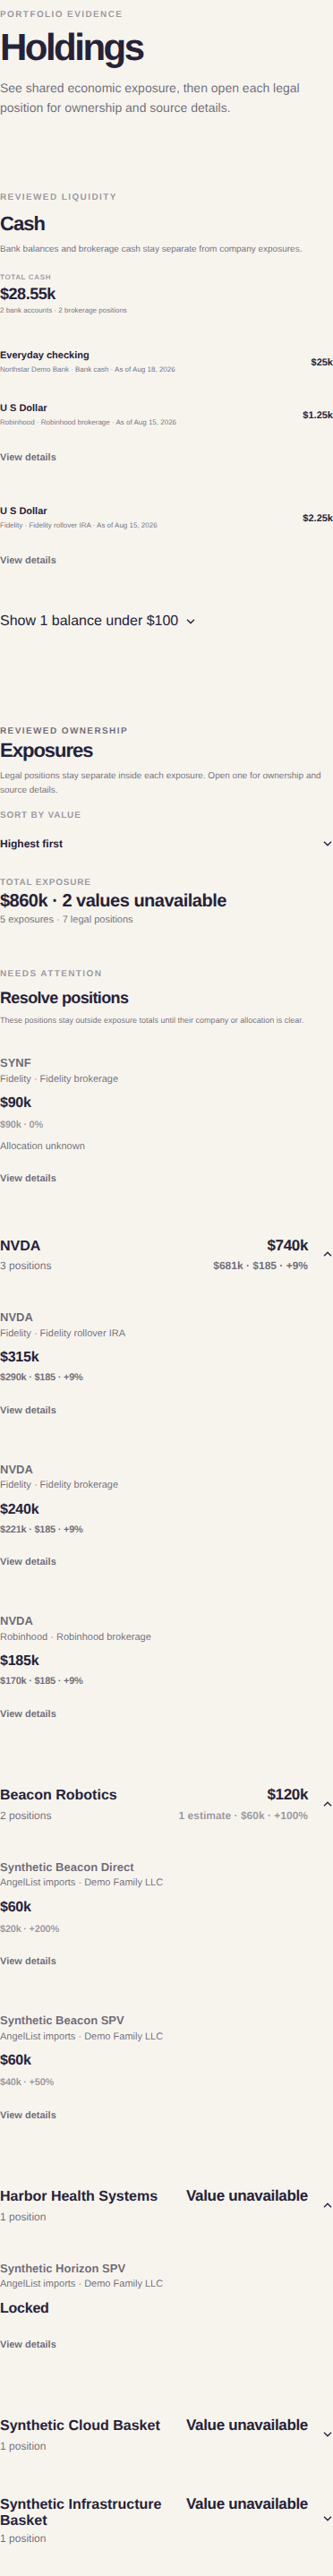 PORTFOLIO EVIDENCE
Holdings
See shared economic exposure, then open each legal
position for ownership and source details.
REVIEWED LIQUIDITY
Cash
Bank balances and brokerage cash stay separate from company exposures.
TOTAL CASH
$28.55k
2 bank accounts · 2 brokerage positions
Everyday checking
$25k
Northstar Demo Bank · Bank cash · As of Aug 18, 2026
U S Dollar
$1.25k
Robinhood · Robinhood brokerage · As of Aug 15, 2026
View details
U S Dollar
$2.25k
Fidelity · Fidelity rollover IRA · As of Aug 15, 2026
View details
Show 1 balance under $100
REVIEWED OWNERSHIP
Exposures
Legal positions stay separate inside each exposure. Open one for ownership and
source details.
SORT BY VALUE
Highest first
TOTAL EXPOSURE
$860k · 2 values unavailable
5 exposures · 7 legal positions
NEEDS ATTENTION
Resolve positions
These positions stay outside exposure totals until their company or allocation is clear.
SYNF
Fidelity · Fidelity brokerage
$90k
$90k · 0%
Allocation unknown
View details
NVDA $740k
3 positions $681k · $185 · +9%
NVDA
Fidelity · Fidelity rollover IRA
$315k
$290k · $185 · +9%
View details
NVDA
Fidelity · Fidelity brokerage
$240k
$221k · $185 · +9%
View details
NVDA
Robinhood · Robinhood brokerage
$185k
$170k · $185 · +9%
View details
Beacon Robotics $120k
2 positions 1 estimate · $60k · +100%
Synthetic Beacon Direct
AngelList imports · Demo Family LLC
$60k
$20k · +200%
View details
Synthetic Beacon SPV
AngelList imports · Demo Family LLC
$60k
$40k · +50%
View details
Harbor Health Systems Value unavailable
1 position
Synthetic Horizon SPV
AngelList imports · Demo Family LLC
Locked
View details
Synthetic Cloud Basket Value unavailable
1 position
Synthetic Infrastructure Value unavailable
Basket
1 position